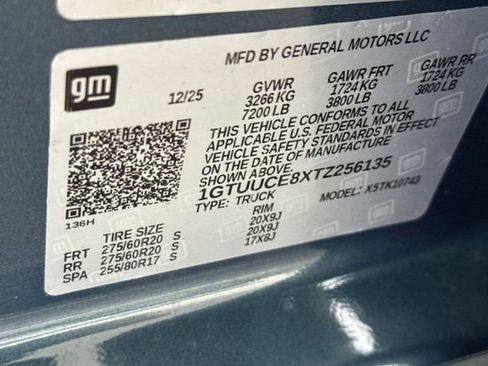 gm
MFD BY GENERAL MOTORS LLC
12/25
GVWR
3266 KG
7200 LB
GAWR FRT
1724 KG
3800 LB
GAWR RR
1724 KG
3800 LB
THIS VEHICLE CONFORMS TO ALL
APPLICABLE U.S. FEDERAL MOTOR
VEHICLE SAFETY STANDARDS IN EFFECT
ON THE DATE OF MANUFACTURE
1GTUUCE8XTZ256135
TYPE: TRUCK
MODEL: X5TK10743
136H
TIRE SIZE RIM
FRT 275/60R20 S 20X9J
RR 275/60R20 S 20X9J
SPA 255/80R17 S 17X8J